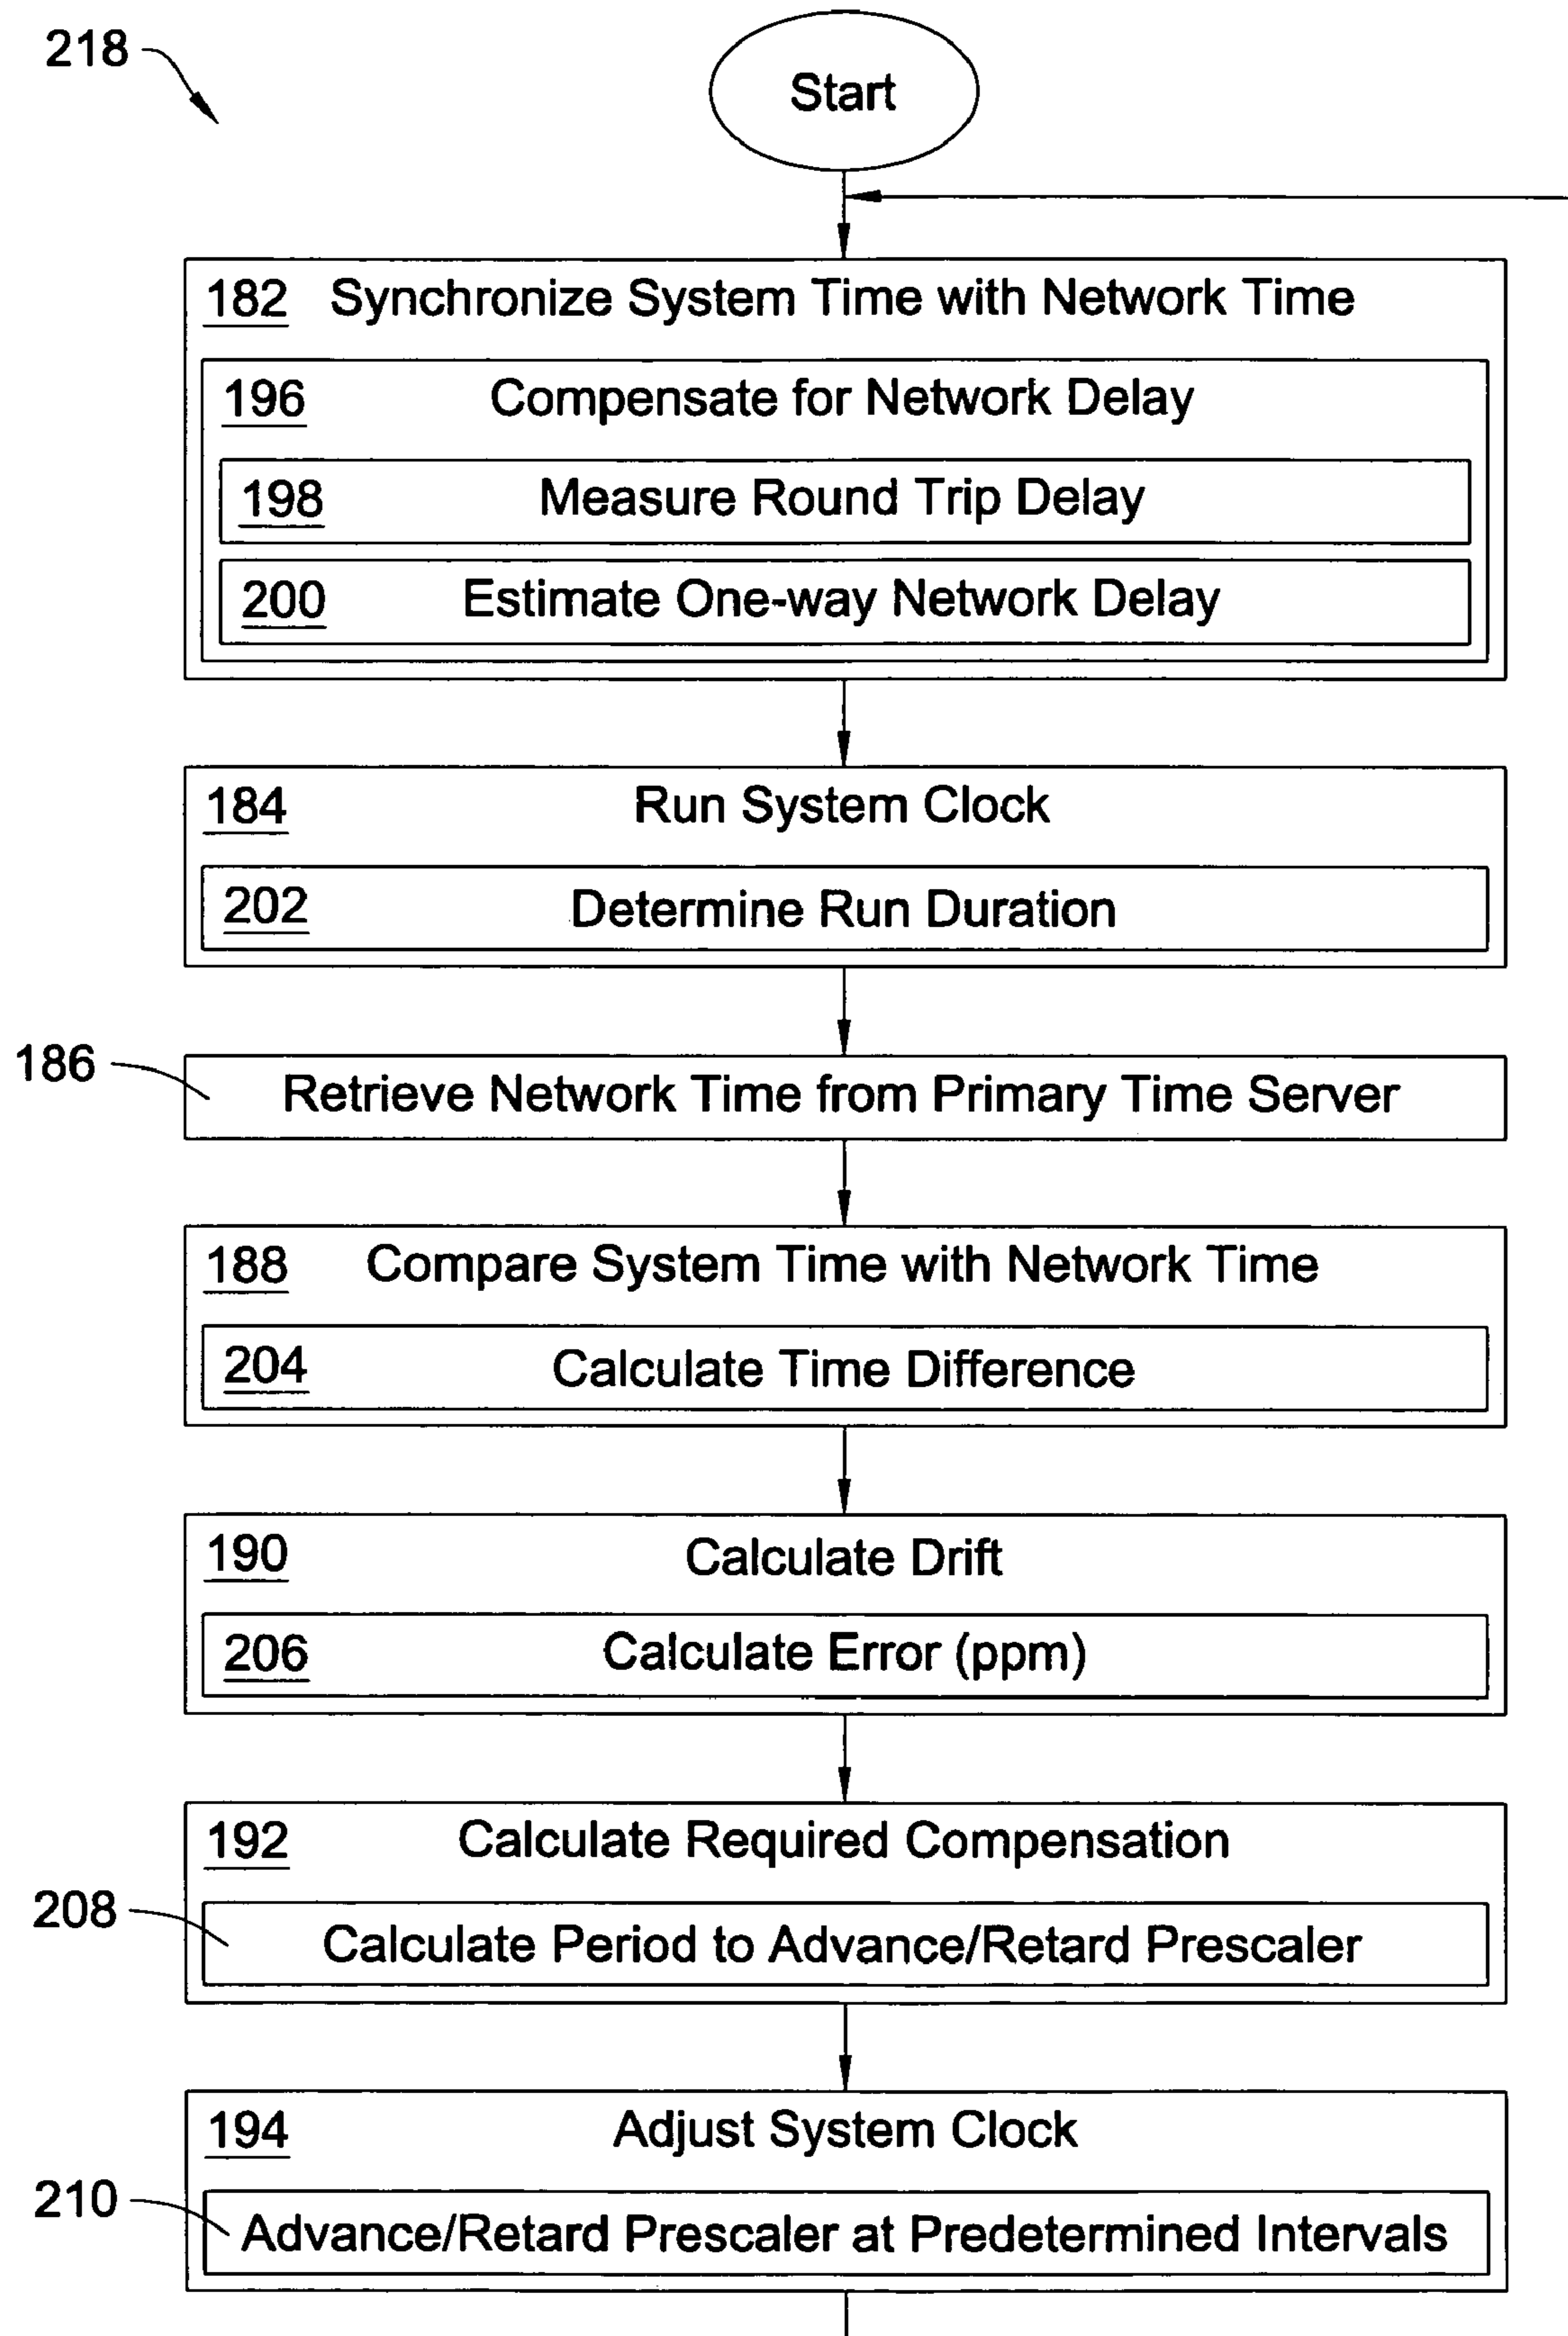 218
Start
182 Synchronize System Time with Network Time
196 Compensate for Network Delay
198 Measure Round Trip Delay
200 Estimate One-way Network Delay
184 Run System Clock
202 Determine Run Duration
186 Retrieve Network Time from Primary Time Server
188 Compare System Time with Network Time
204 Calculate Time Difference
190 Calculate Drift
206 Calculate Error (ppm)
192 Calculate Required Compensation
208 Calculate Period to Advance/Retard Prescaler
194 Adjust System Clock
210 Advance/Retard Prescaler at Predetermined Intervals